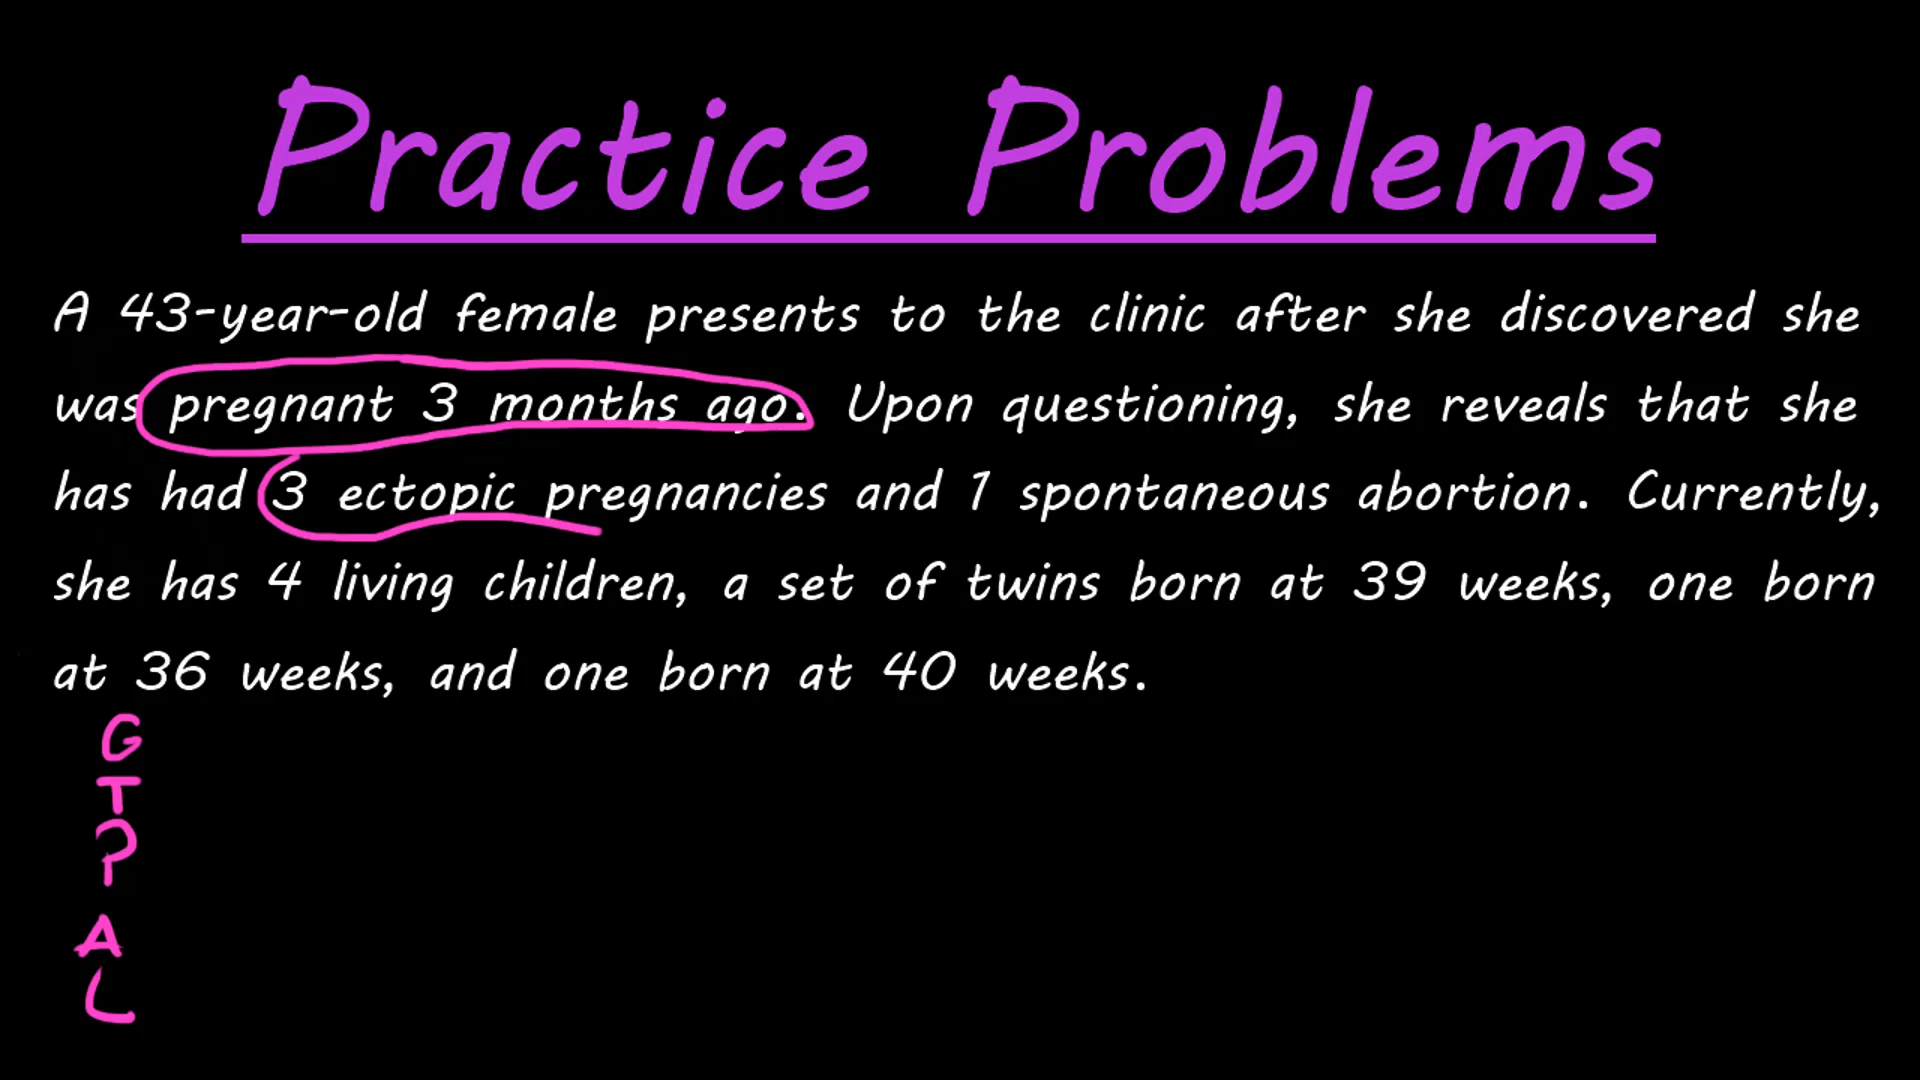 Practice Problems
A 43-year-old female presents to the clinic after she discovered she
was pregnant 3 months ago. Upon questioning, she reveals that she
has had 3 ectopic pregnancies and 1 spontaneous abortion. Currently,
she has 4 living children, a set of twins born at 39 weeks, one born
at 36 weeks, and one born at 40 weeks.
G
T
P
A
L